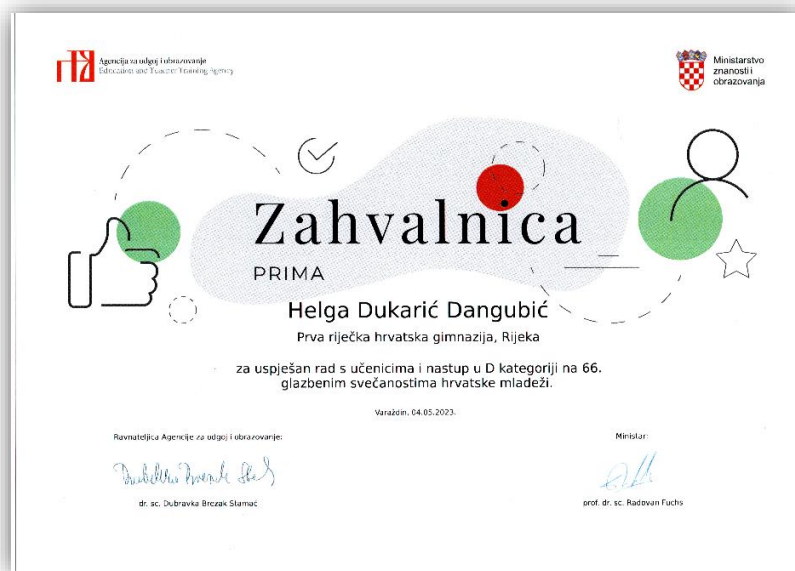 Agencija za odgoj i obrazovanje
Education and Teacher Training Agency
Ministarstvo
znanosti i
obrazovanja
Zahvalnica
PRIMA
Helga Dukarić Dangubić
Prva riječka hrvatska gimnazija, Rijeka
za uspješan rad s učenicima i nastup u D kategoriji na 66.
glazbenim svečanostima hrvatske mladeži.
Varaždin, 04.05.2023.
Ravnateljica Agencije za odgoj i obrazovanje:
Ministar:
dr. sc. Dubravka Brezak Stamać
prof. dr. sc. Radovan Fuchs